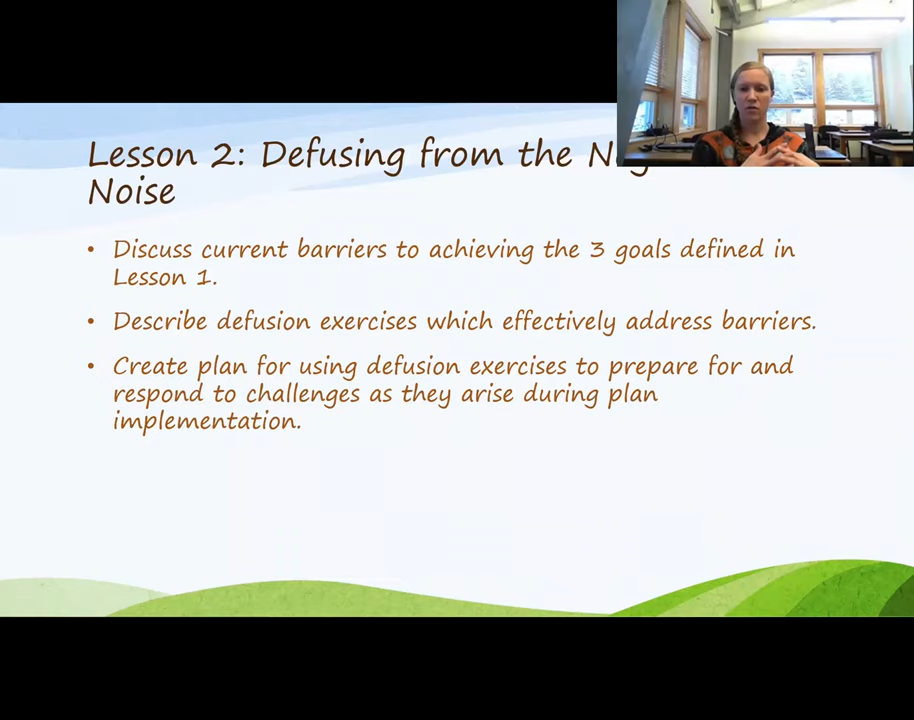 Lesson 2: Defusing from the
Noise
• Discuss current barriers to achieving the 3 goals defined in
Lesson 1.
• Describe defusion exercises which effectively address barriers.
• Create plan for using defusion exercises to prepare for and
respond to challenges as they arise during plan
implementation.